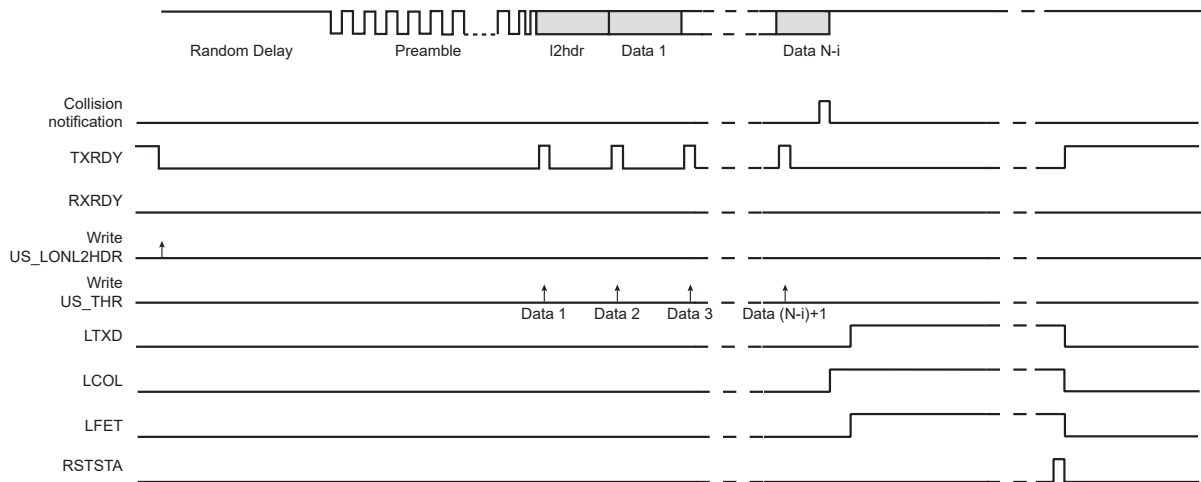 Random Delay Preamble l2hdr Data 1 Data N-i
Collision
notification
TXRDY
RXRDY
Write
US_LONL2HDR
Write
US_THR
Data 1 Data 2 Data 3 Data (N-i)+1
LTXD
LCOL
LFET
RSTSTA